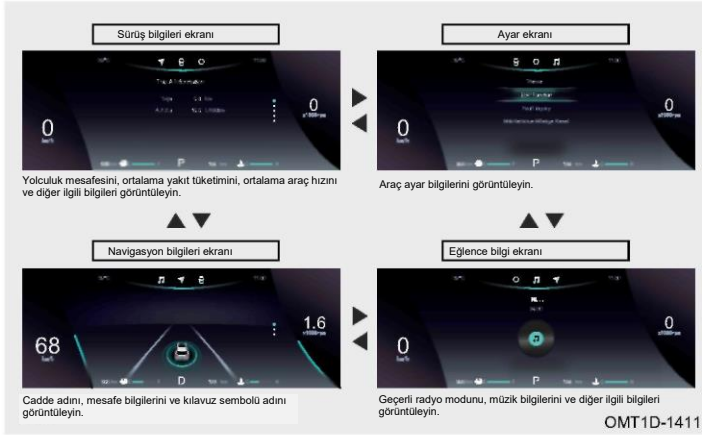 Sürüş bilgileri ekranı
Ayar ekranı
0
0
0
0
P
P
Yolculuk mesafesini, ortalama yakıt tüketimini, ortalama araç hızını
ve diğer ilgili bilgileri görüntüleyin.
Araç ayar bilgilerini görüntüleyin.
Navigasyon bilgileri ekranı
Eğlence bilgi ekranı
68
1.6
0
0
D
P
Cadde adını, mesafe bilgilerini ve kılavuz sembolü adını
görüntüleyin.
Geçerli radyo modunu, müzik bilgilerini ve diğer ilgili bilgileri
görüntüleyin.
OMT1D-1411